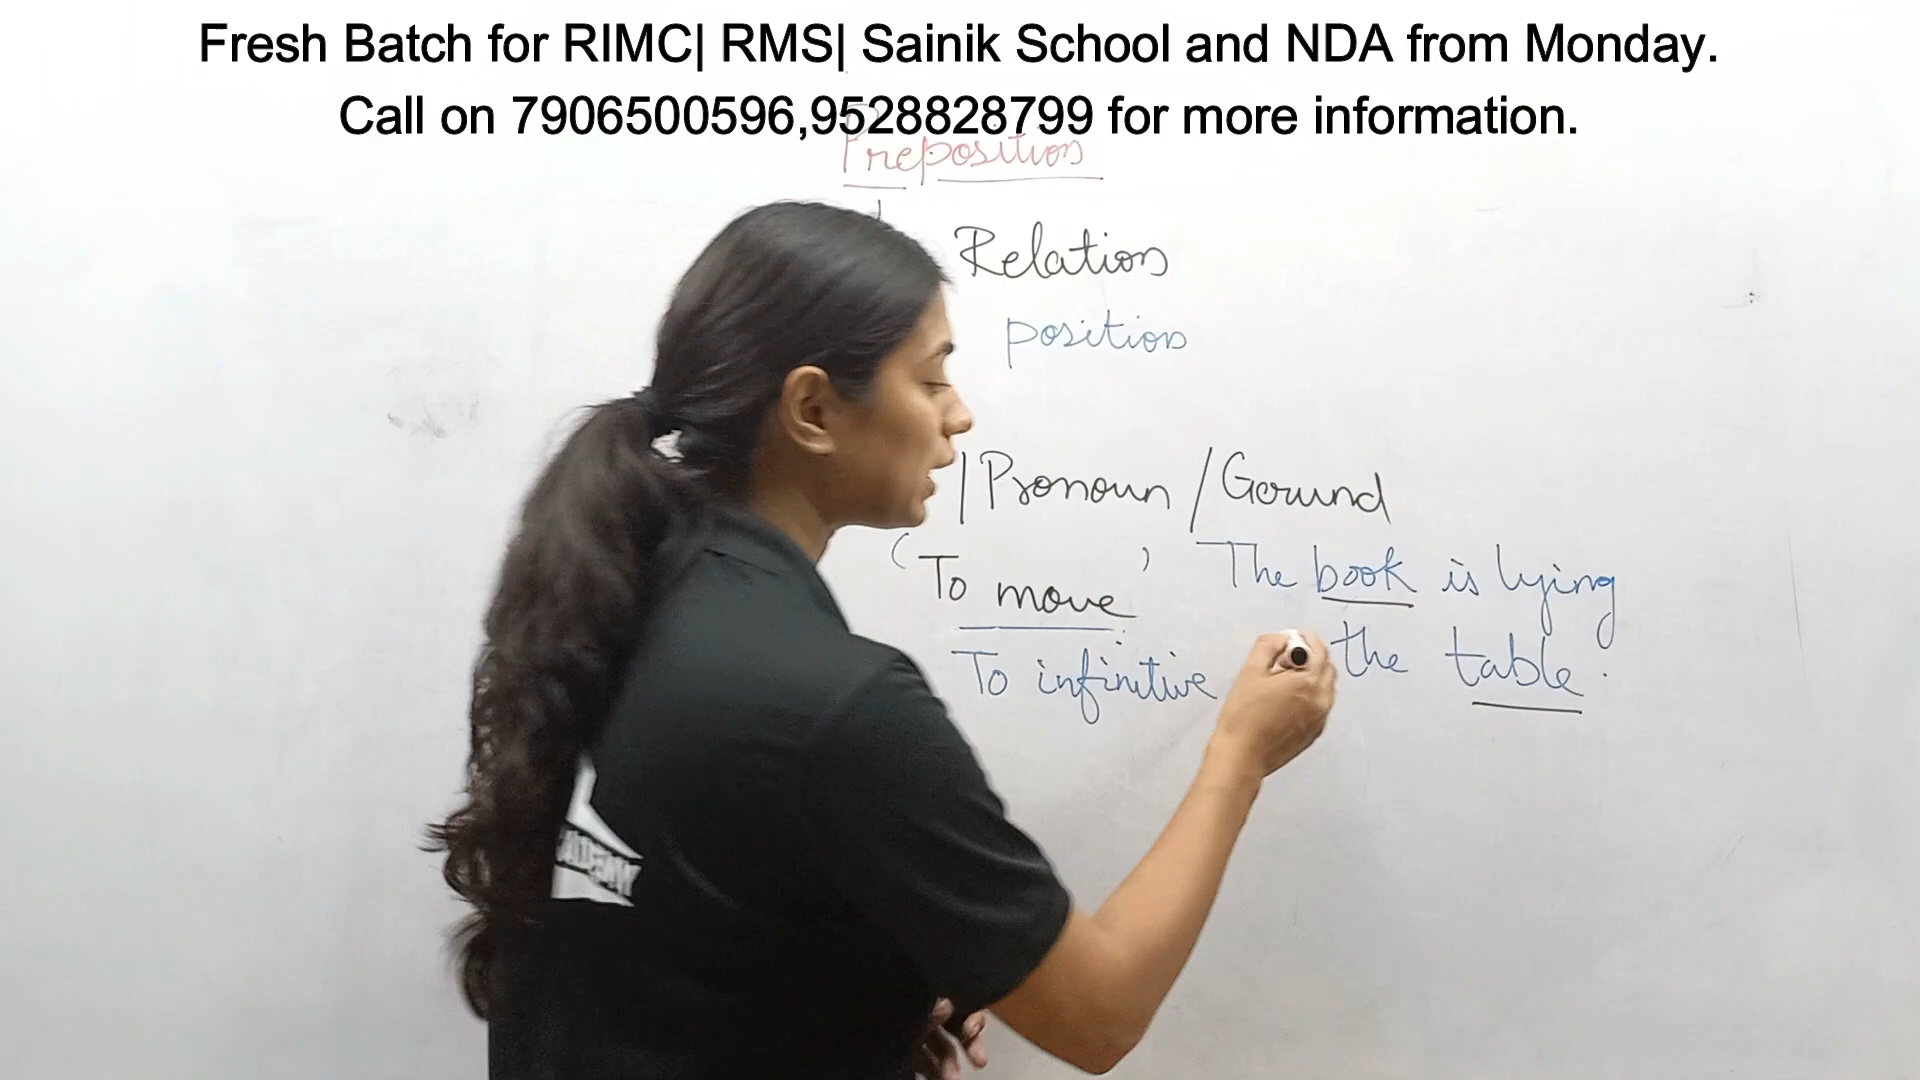 Fresh Batch for RIMC| RMS| Sainik School and NDA from Monday.
Call on 7906500596,9528828799 for more information.
Preposition
Relation
position
/Pronoun /Gerund
(To move) The book is lying
To infinitive the table.